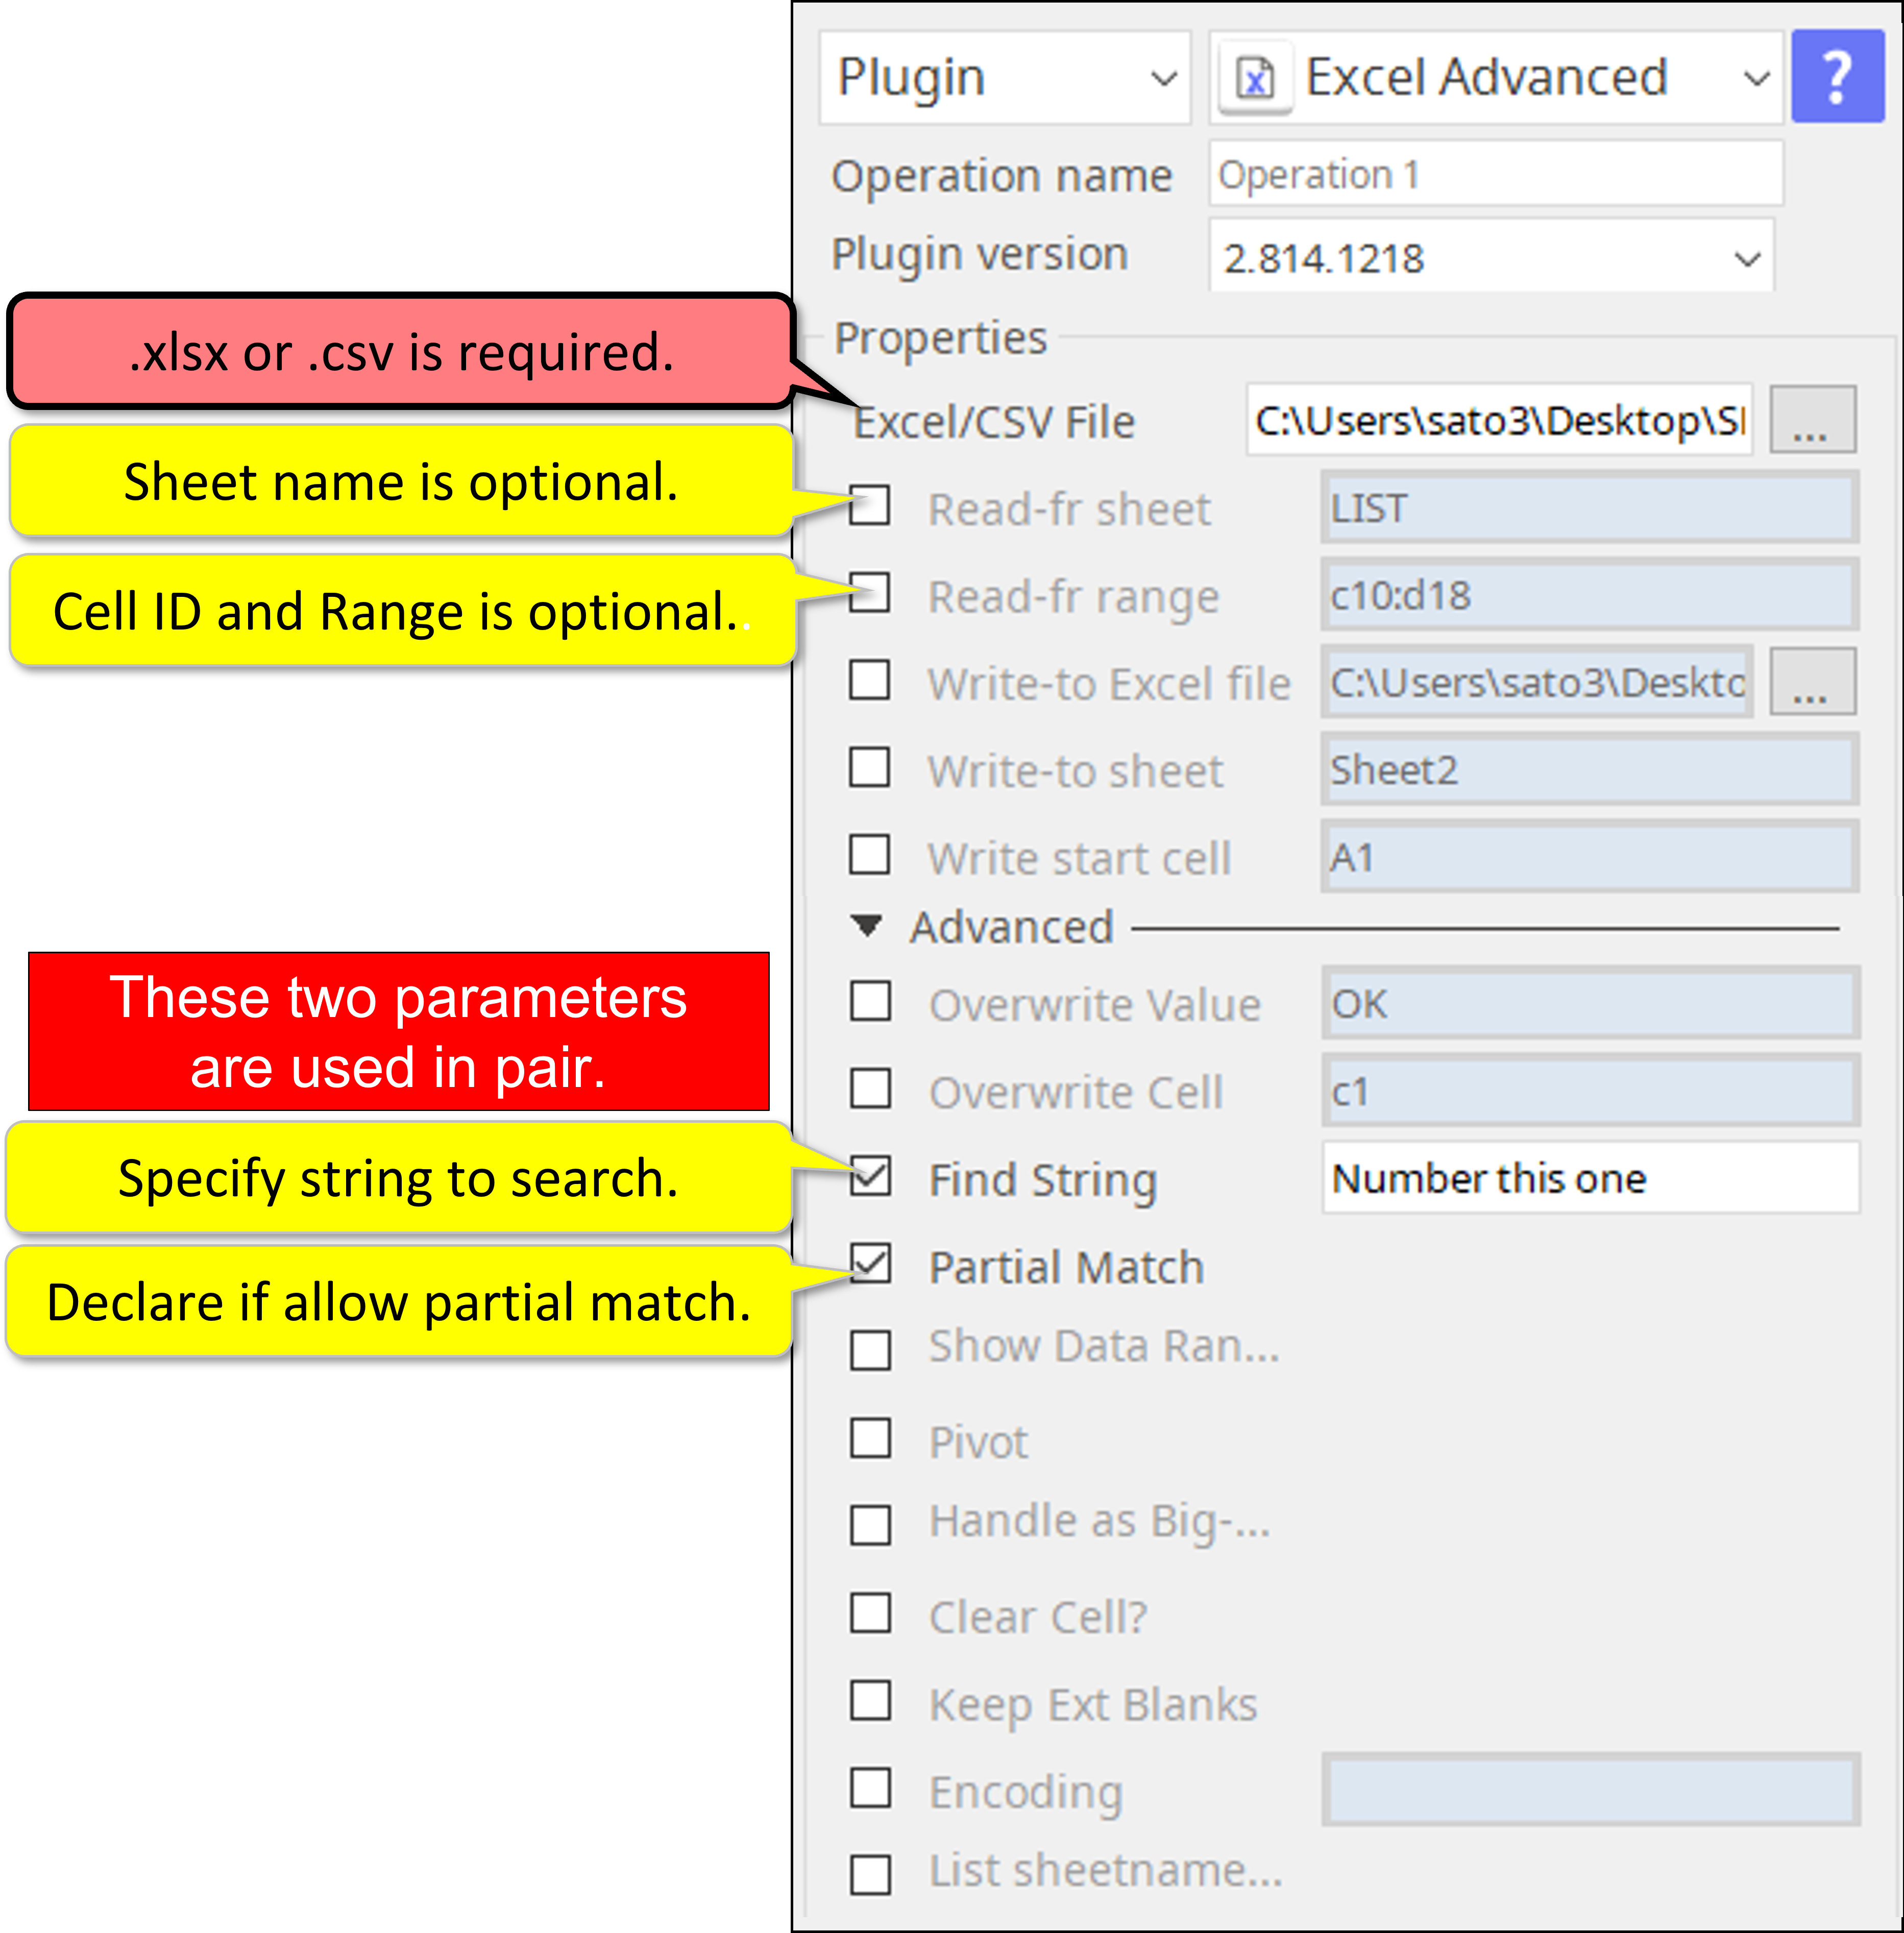 Plugin
Excel Advanced
?
Operation name
Operation 1
Plugin version
2.814.1218
.xlsx or .csv is required.
Properties
Excel/CSV File
C:\Users\sato3\Desktop\S
...
Sheet name is optional.
Read-fr sheet
LIST
Cell ID and Range is optional..
Read-fr range
c10:d18
Write-to Excel file
C:\Users\sato3\Deskto
...
Write-to sheet
Sheet2
Write start cell
A1
Advanced
These two parameters
are used in pair.
Overwrite Value
OK
Overwrite Cell
c1
Specify string to search.
Find String
Number this one
Declare if allow partial match.
Partial Match
Show Data Ran...
Pivot
Handle as Big-...
Clear Cell?
Keep Ext Blanks
Encoding
List sheetname...